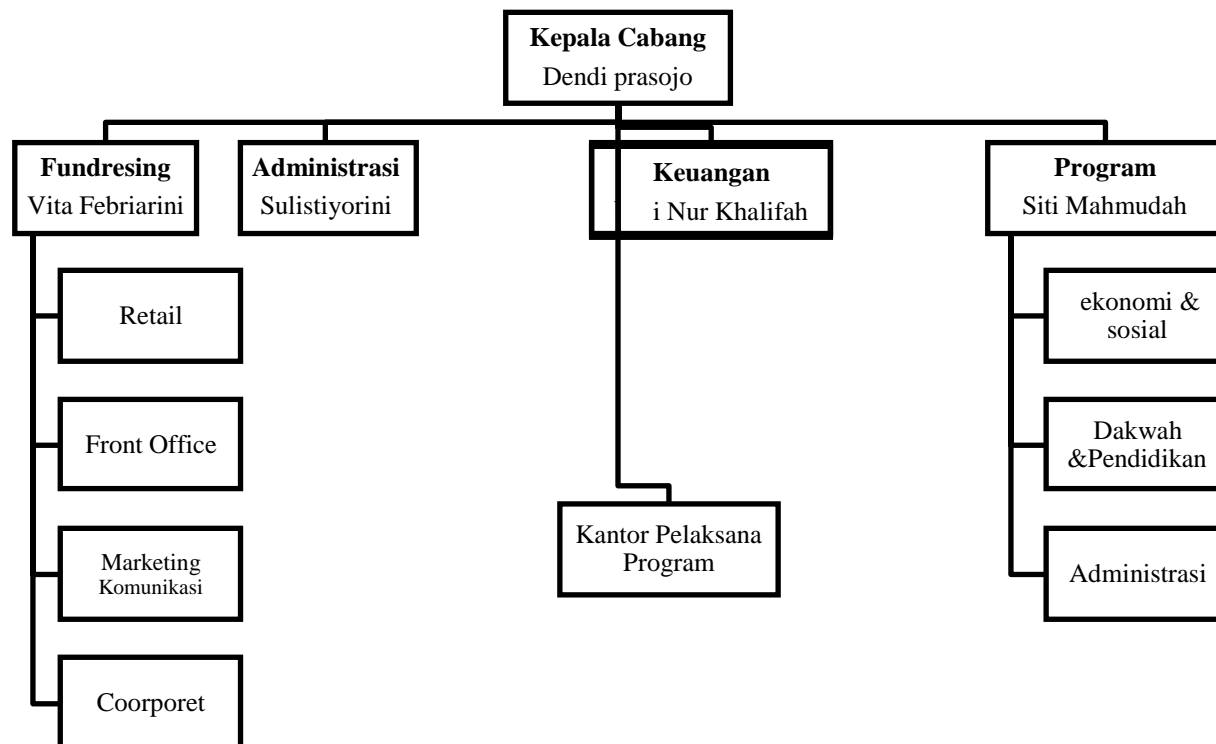 Kepala Cabang
Dendi prasojo
Fundresing
Vita Febriarini
Administrasi
Sulistiyorini
Keuangan
i Nur Khalifah
Program
Siti Mahmudah
Retail
Front Office
Marketing
Komunikasi
Coorporet
Kantor Pelaksana
Program
ekonomi &
sosial
Dakwah
&Pendidikan
Administrasi